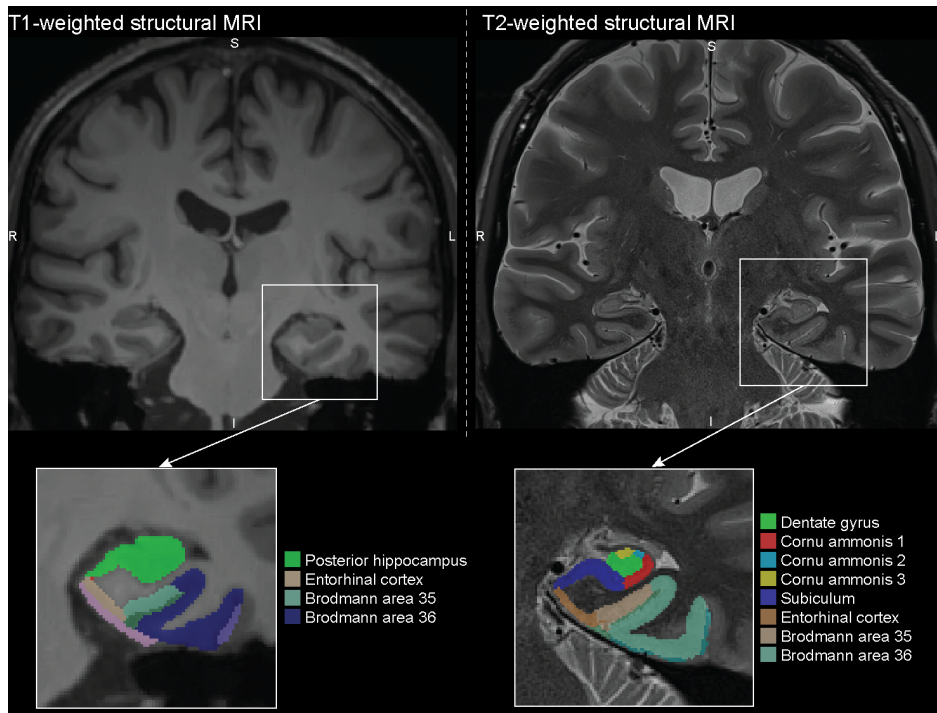 T1-weighted structural MRI
T2-weighted structural MRI
S
S
R
L
R
I
I
Posterior hippocampus
Entorhinal cortex
Brodmann area 35
Brodmann area 36
Dentate gyrus
Cornu ammonis 1
Cornu ammonis 2
Cornu ammonis 3
Subiculum
Entorhinal cortex
Brodmann area 35
Brodmann area 36